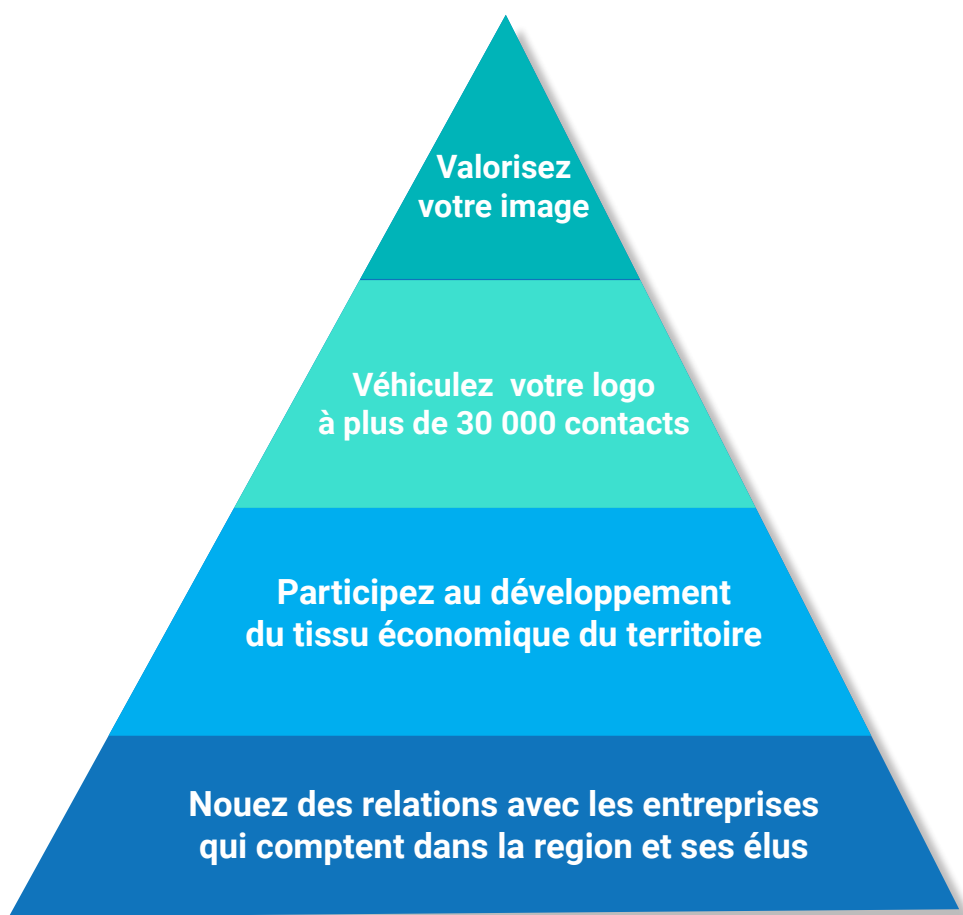 Valorisez
votre image
Véhiculez  votre logo
à plus de 30 000 contacts
Participez au développement
du tissu économique du territoire
Nouez des relations avec les entreprises
qui comptent dans la region et ses élus